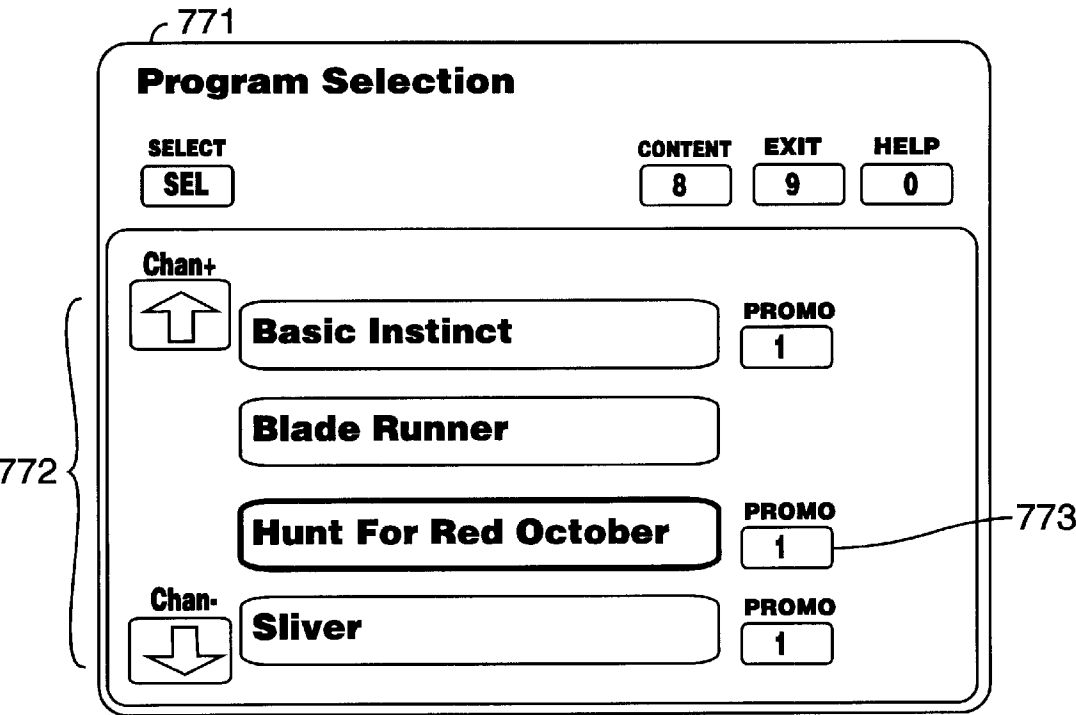 771
Program Selection
SELECT CONTENT EXIT HELP
SEL 8 9 0
Chan+
Basic Instinct PROMO
1
Blade Runner
772
Hunt For Red October PROMO
1 773
Chan-
Sliver PROMO
1